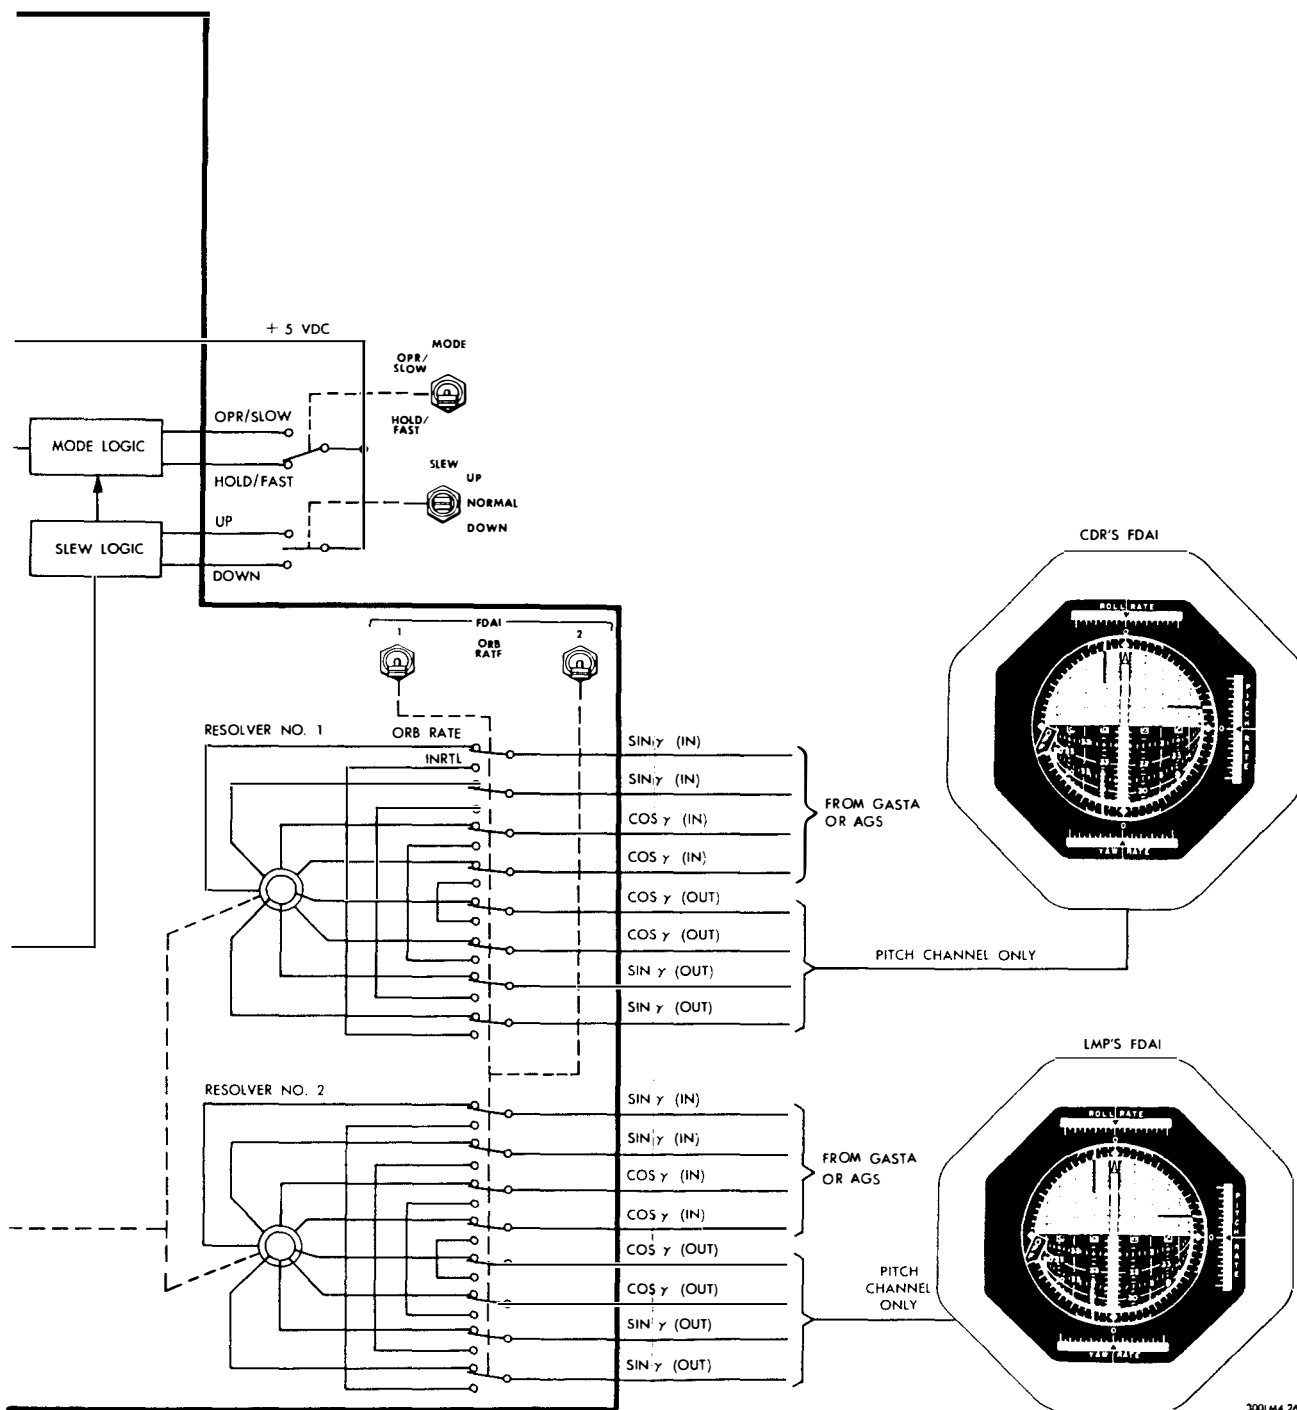 + 5 VDC
MODE
OPR/
SLOW
HOLD/
FAST
OPR/SLOW
MODE LOGIC
HOLD/FAST
SLEW
UP
NORMAL
DOWN
UP
SLEW LOGIC
DOWN
CDR'S FDAI
ROLL RATE
PITCH RATE
YAW RATE
FDAI
1
ORB
2
RESOLVER NO. 1
ORB RATE
INRTL
SIN γ (IN)
SIN γ (IN)
COS γ (IN)
COS γ (IN)
FROM GASTA
OR AGS
COS γ (OUT)
COS γ (OUT)
SIN γ (OUT)
SIN γ (OUT)
PITCH CHANNEL ONLY
LMP'S FDAI
ROLL RATE
PITCH RATE
YAW RATE
RESOLVER NO. 2
SIN γ (IN)
SIN γ (IN)
COS γ (IN)
COS γ (IN)
FROM GASTA
OR AGS
COS γ (OUT)
COS γ (OUT)
SIN γ (OUT)
SIN γ (OUT)
PITCH
CHANNEL
ONLY